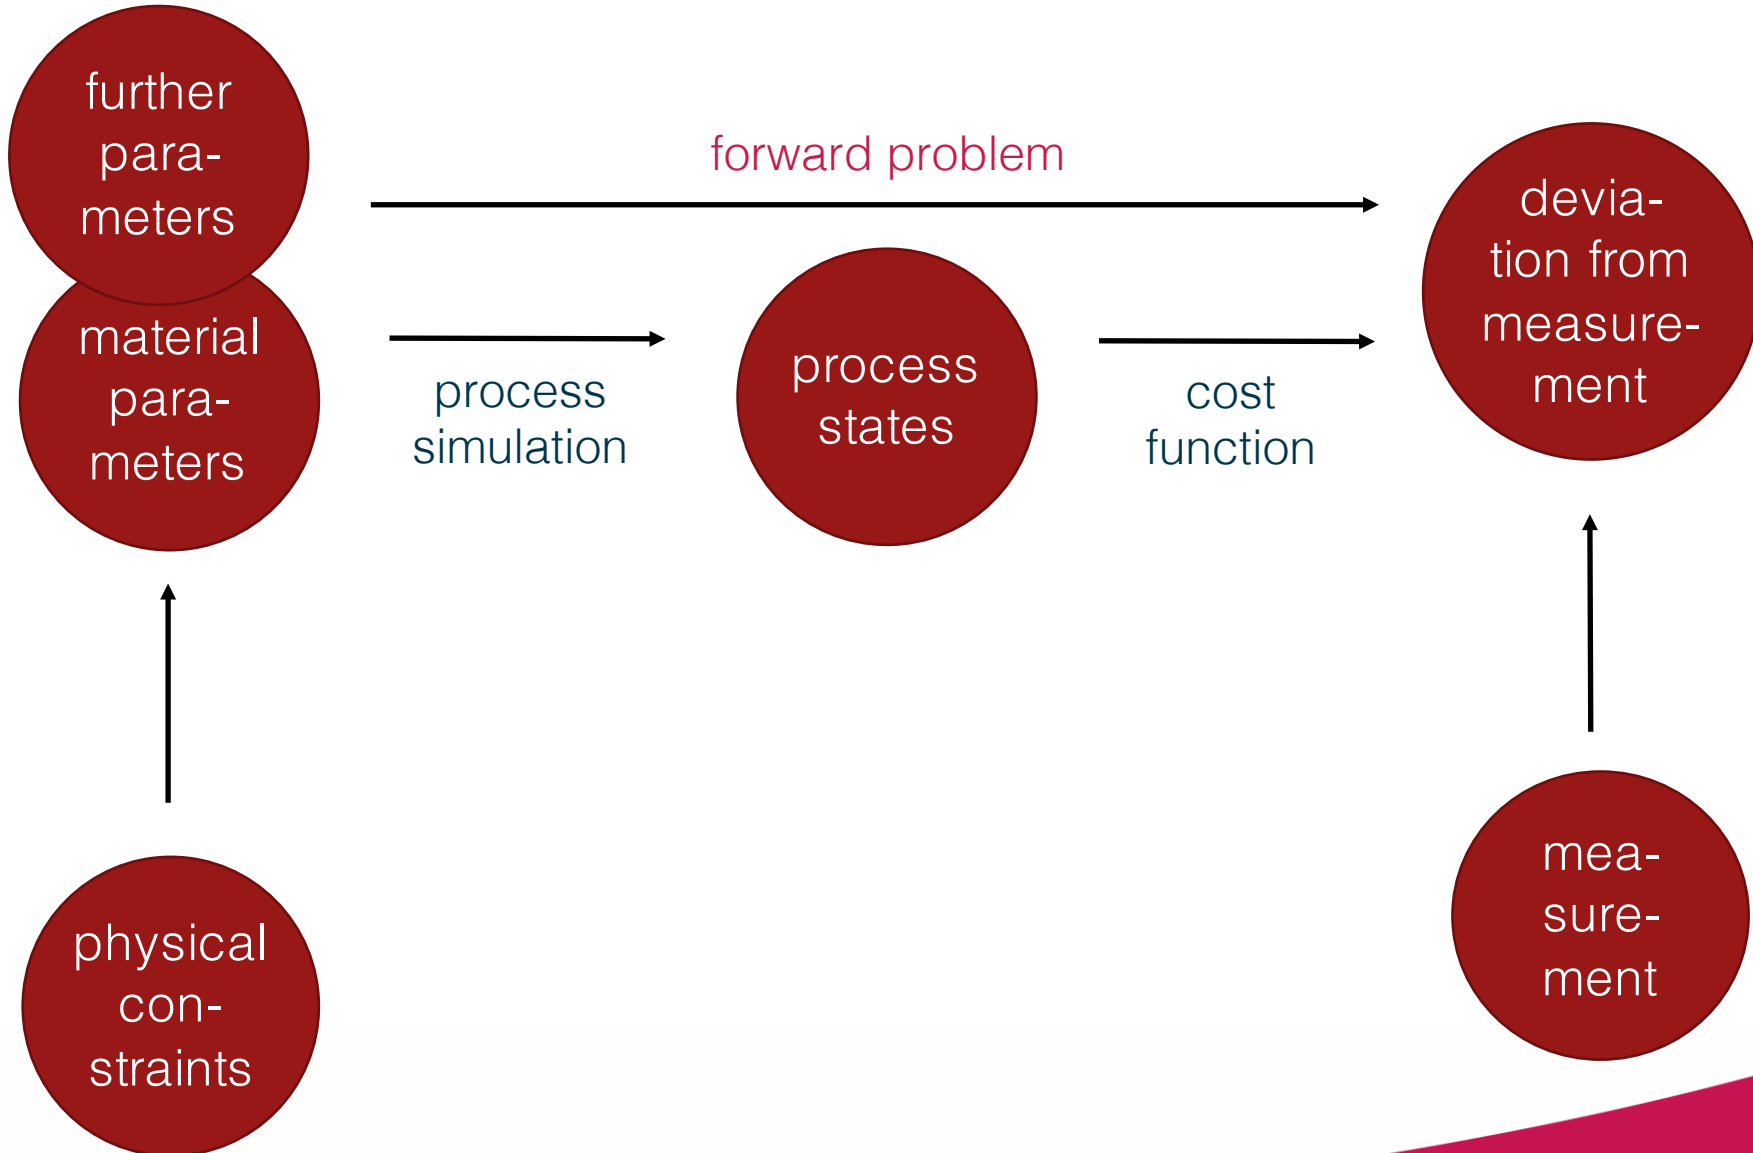 further
para-
meters
material
para-
meters
forward problem
process
simulation
process
states
cost
function
devia-
tion from
measure-
ment
physical
con-
straints
mea-
sure-
ment